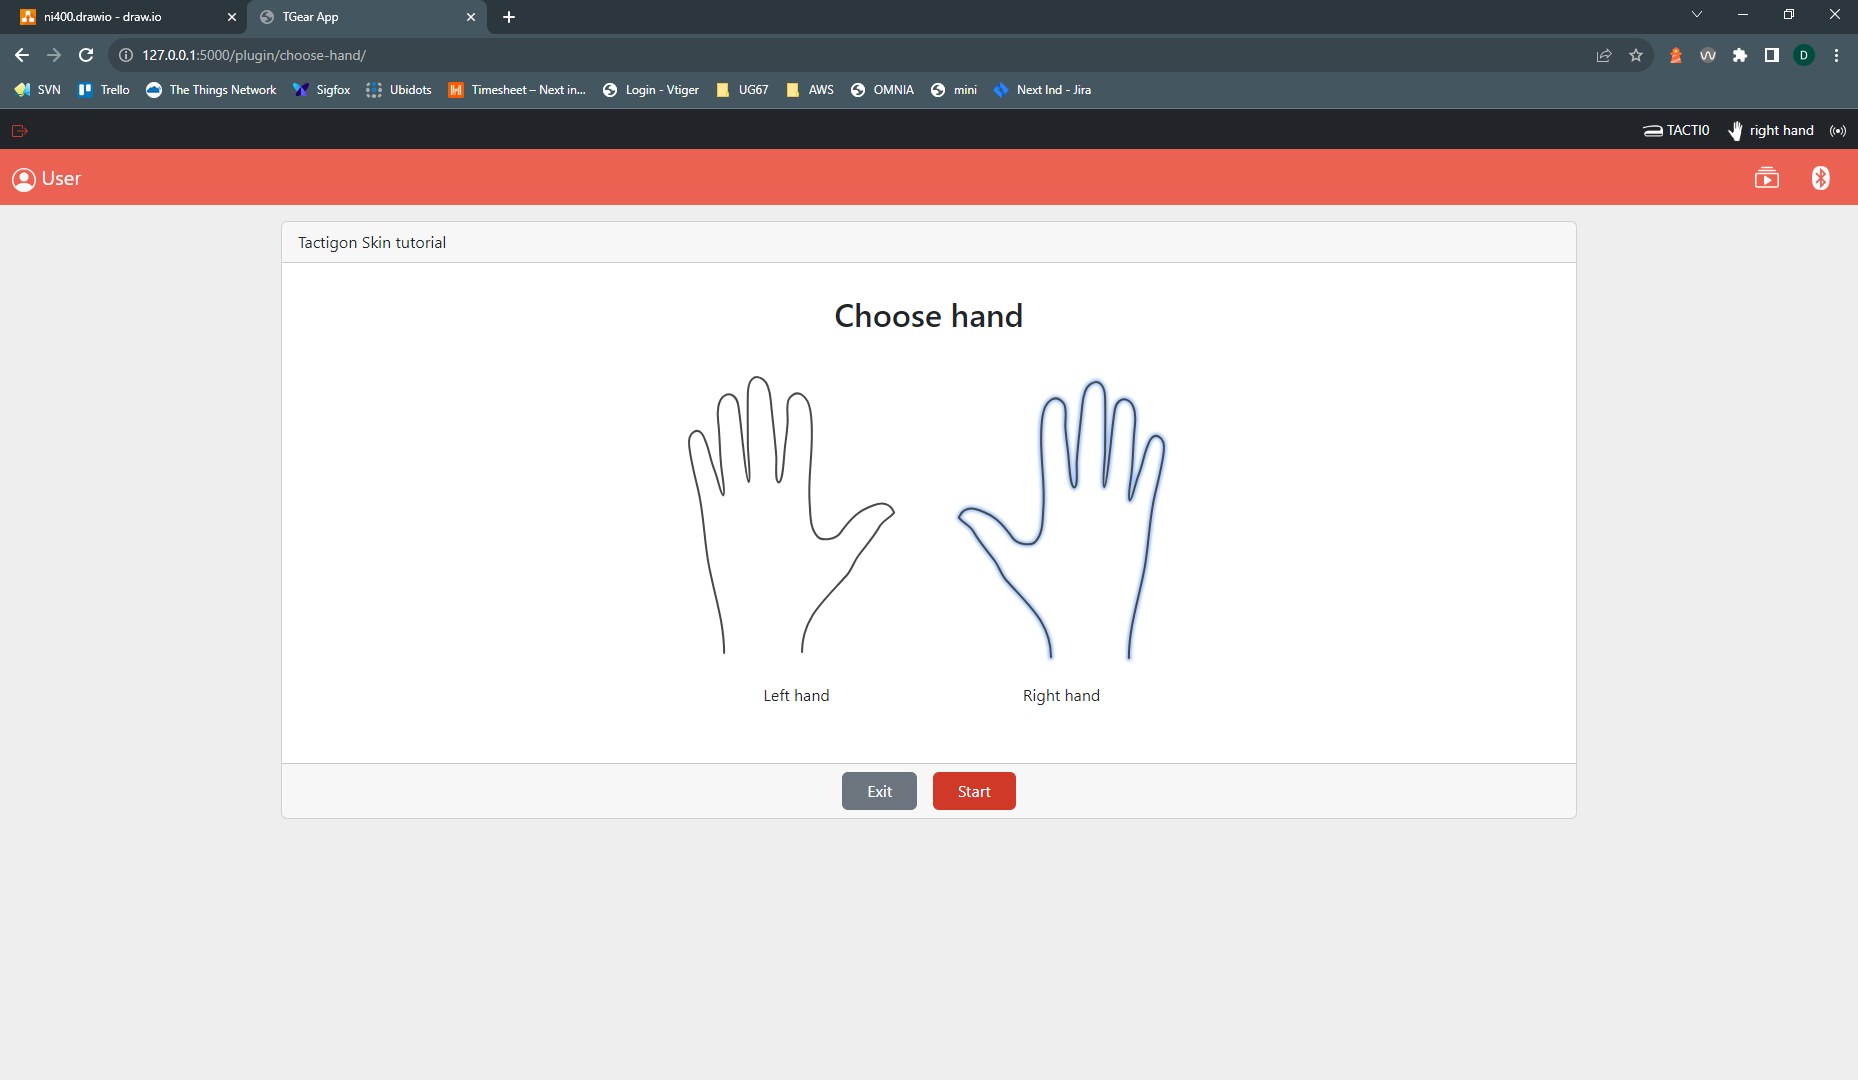 ni400.drawio - draw.io
TGear App
127.0.0.1:5000/plugin/choose-hand/
D
SVN
Trello
The Things Network
Sigfox
Ubidots
Timesheet – Next in...
Login - Vtiger
UG67
AWS
OMNIA
mini
Next Ind - Jira
TACTI0
right hand
User
Tactigon Skin tutorial
Choose hand
Left hand
Right hand
Exit
Start